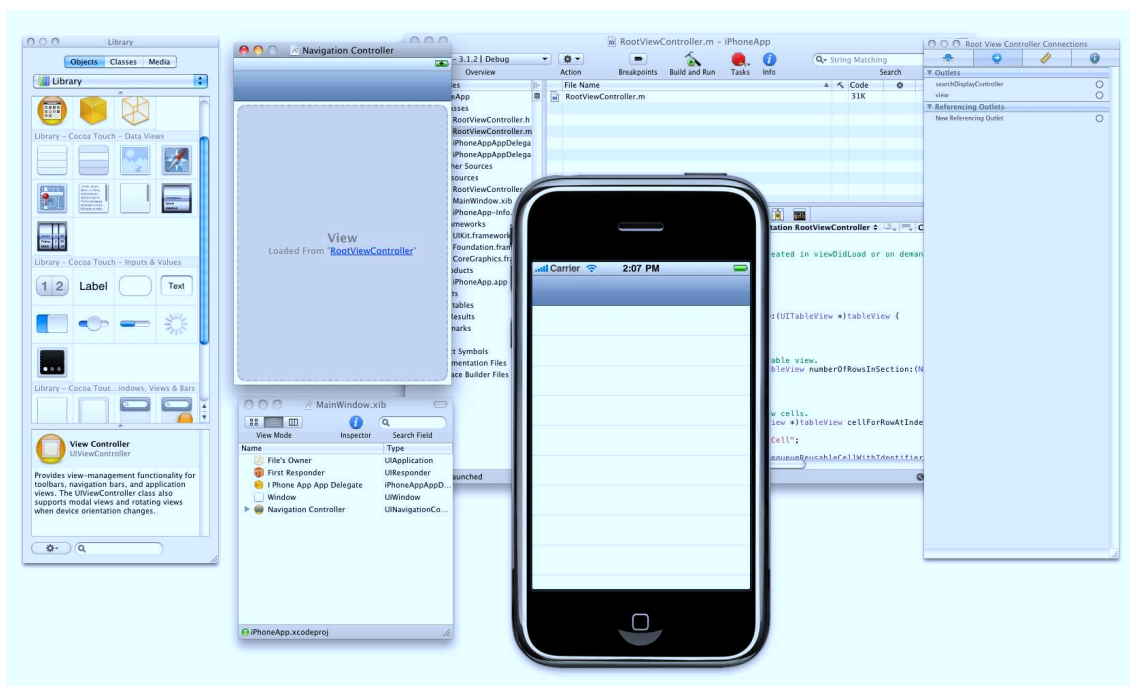 Library
Objects Classes Media
Library
Library – Cocoa Touch – Data Views
Library – Cocoa Touch – Inputs & Values
1 2 Label Text
Library – Cocoa Touc...indows, Views & Bars
View Controller
UIViewController
Provides view-management functionality for
toolbars, navigation bars, and application
views. The UIViewController class also
supports modal views and rotating views
when device orientation changes.
Navigation Controller
View
Loaded From "RootViewController"
MainWindow.xib
View Mode Inspector Search Field
Name Type
File's Owner UIApplication
First Responder UIResponder
I Phone App App Delegate iPhoneAppAppD...
Window UIWindow
Navigation Controller UINavigationCo...
iPhoneApp.xcodeproj
RootViewController.m – iPhoneApp
– 3.1.2 | Debug
String Matching
Overview Action Breakpoints Build and Run Tasks Info Search
File Name Code
RootViewController.m 31K
RootViewController.h
RootViewController.m
iPhoneAppAppDelega
iPhoneAppAppDelega
her Sources
sources
RootViewController
MainWindow.xib
iPhoneApp-Info.
meworks
UIKit.framework
Foundation.fram
CoreGraphics.fra
oducts
iPhoneApp.app
Results
marks
ct Symbols
mentation Files
ace Builder Files
aunched
tation RootViewController
eated in viewDidLoad or on deman
:(UITableView *)tableView {
able view.
bleView numberOfRowsInSection:(N
w cells.
iew *)tableView cellForRowAtInde
Cell";
equeueReusableCellWithIdentifier
Carrier 2:07 PM
Root View Controller Connections
Outlets
searchDisplayController
view
Referencing Outlets
New Referencing Outlet